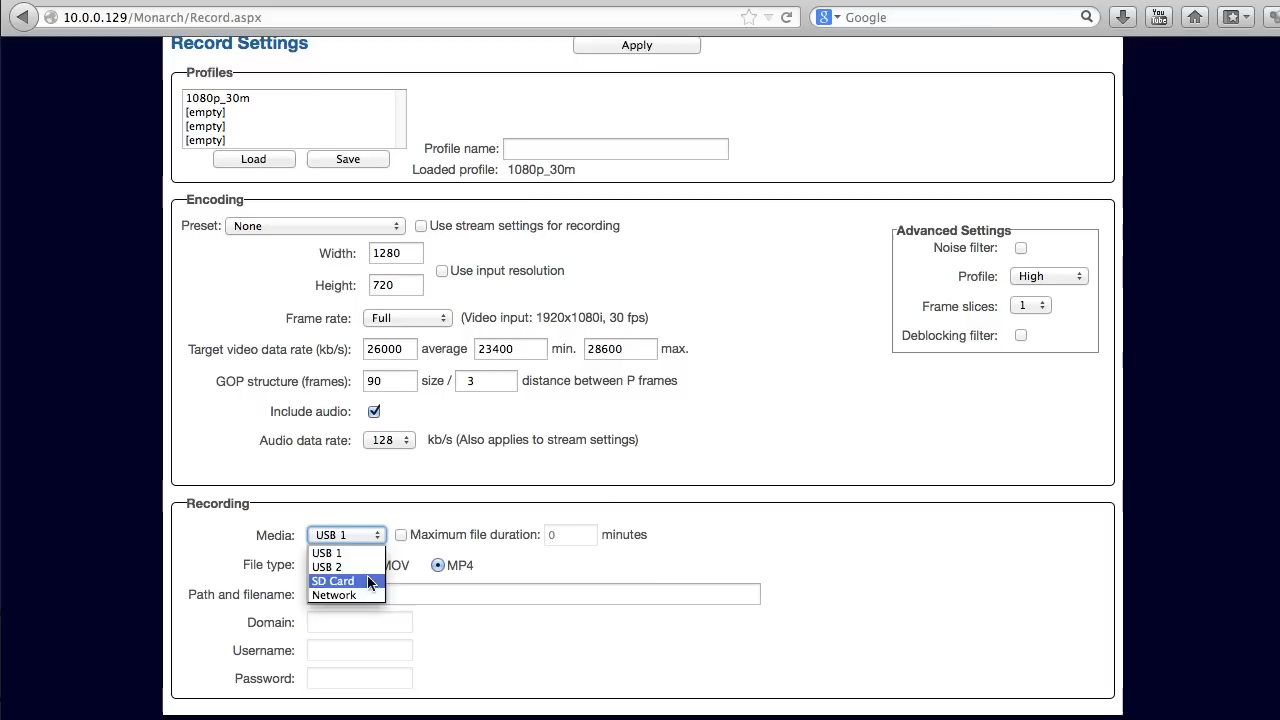 10.0.0.129/Monarch/Record.aspx
Google
You Tube
Record Settings
Apply
Profiles
1080p_30m
[empty]
[empty]
[empty]
Load
Save
Profile name:
Loaded profile: 1080p_30m
Encoding
Preset: None
Use stream settings for recording
Width: 1280
Use input resolution
Height: 720
Frame rate: Full (Video input: 1920x1080i, 30 fps)
Target video data rate (kb/s): 26000 average 23400 min. 28600 max.
GOP structure (frames): 90 size / 3 distance between P frames
Include audio:
Audio data rate: 128 kb/s (Also applies to stream settings)
Advanced Settings
Noise filter:
Profile: High
Frame slices: 1
Deblocking filter:
Recording
Media: USB 1 Maximum file duration: 0 minutes
USB 1
USB 2
SD Card
Network
File type: MOV MP4
Path and filename:
Domain:
Username:
Password: